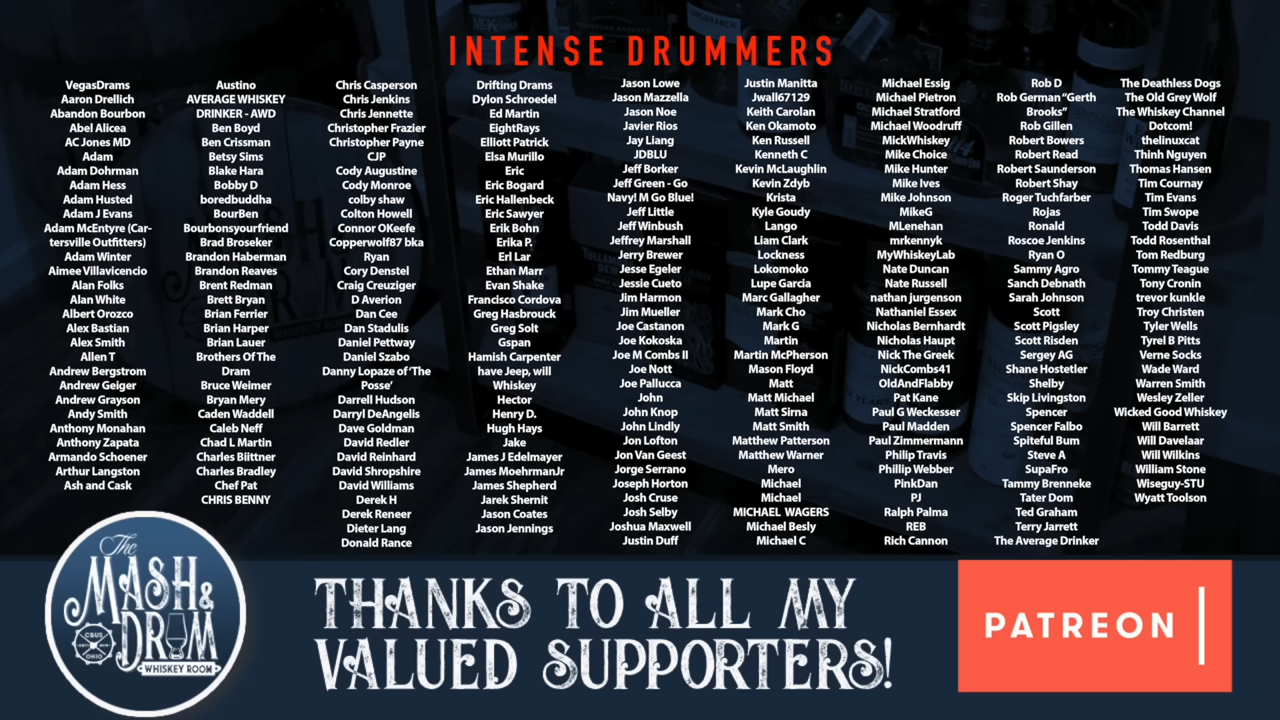 INTENSE DRUMMERS
VegasDrams
Aaron Drellich
Abandon Bourbon
Abel Alicea
AC Jones MD
Adam
Adam Dohrman
Adam Hess
Adam Husted
Adam J Evans
Adam McEntyre (Car-
tersville Outfitters)
Adam Winter
Aimee Villavicencio
Alan Folks
Alan White
Albert Orozco
Alex Bastian
Alex Smith
Allen T
Andrew Bergstrom
Andrew Geiger
Andrew Grayson
Andy Smith
Anthony Monahan
Anthony Zapata
Armando Schoener
Arthur Langston
Ash and Cask
Austino
AVERAGE WHISKEY
DRINKER - AWD
Ben Boyd
Ben Crissman
Betsy Sims
Blake Hara
Bobby D
boredbuddha
BourBen
Bourbonsyourfriend
Brad Broseker
Brandon Haberman
Brandon Reaves
Brent Redman
Brett Bryan
Brian Ferrier
Brian Harper
Brian Lauer
Brothers Of The
Dram
Bruce Weimer
Bryan Mery
Caden Waddell
Caleb Neff
Chad L Martin
Charles Biittner
Charles Bradley
Chef Pat
CHRIS BENNY
Chris Casperson
Chris Jenkins
Chris Jennette
Christopher Frazier
Christopher Payne
CJP
Cody Augustine
Cody Monroe
colby shaw
Colton Howell
Connor OKeefe
Copperwolf87 bka
Ryan
Cory Denstel
Craig Creuziger
D Averion
Dan Cee
Dan Stadulis
Daniel Pettway
Daniel Szabo
Danny Lopaze of ‘The
Posse’
Darrell Hudson
Darryl DeAngelis
Dave Goldman
David Redler
David Reinhard
David Shropshire
David Williams
Derek H
Derek Reneer
Dieter Lang
Donald Rance
Drifting Drams
Dylon Schroedel
Ed Martin
EightRays
Elliott Patrick
Elsa Murillo
Eric
Eric Bogard
Eric Hallenbeck
Eric Sawyer
Erik Bohn
Erika P.
Erl Lar
Ethan Marr
Evan Shake
Francisco Cordova
Greg Hasbrouck
Greg Solt
Gspan
Hamish Carpenter
have Jeep, will
Whiskey
Hector
Henry D.
Hugh Hays
Jake
James J Edelmayer
James MoehrmanJr
James Shepherd
Jarek Shernit
Jason Coates
Jason Jennings
Jason Lowe
Jason Mazzella
Jason Noe
Javier Rios
Jay Liang
JDBLU
Jeff Borker
Jeff Green - Go
Navy! M Go Blue!
Jeff Little
Jeff Winbush
Jeffrey Marshall
Jerry Brewer
Jesse Egeler
Jessie Cueto
Jim Harmon
Jim Mueller
Joe Castanon
Joe Kokoska
Joe M Combs II
Joe Nott
Joe Pallucca
John
John Knop
John Lindly
Jon Lofton
Jon Van Geest
Jorge Serrano
Joseph Horton
Josh Cruse
Josh Selby
Joshua Maxwell
Justin Duff
Justin Manitta
Jwall67129
Keith Carolan
Ken Okamoto
Ken Russell
Kenneth C
Kevin McLaughlin
Kevin Zdyb
Krista
Kyle Goudy
Lango
Liam Clark
Lockness
Lokomoko
Lupe Garcia
Marc Gallagher
Mark Cho
Mark G
Martin
Martin McPherson
Mason Floyd
Matt
Matt Michael
Matt Sirna
Matt Smith
Matthew Patterson
Matthew Warner
Mero
Michael
Michael
MICHAEL WAGERS
Michael Besly
Michael C
Michael Essig
Michael Pietron
Michael Stratford
Michael Woodruff
MickWhiskey
Mike Choice
Mike Hunter
Mike Ives
Mike Johnson
MikeG
MLenehan
mrkennyk
MyWhiskeyLab
Nate Duncan
Nate Russell
nathan jurgenson
Nathaniel Essex
Nicholas Bernhardt
Nicholas Haupt
Nick The Greek
NickCombs41
OldAndFlabby
Pat Kane
Paul G Weckesser
Paul Madden
Paul Zimmermann
Philip Travis
Phillip Webber
PinkDan
PJ
Ralph Palma
REB
Rich Cannon
Rob D
Rob German “Gerth
Brooks”
Rob Gillen
Robert Bowers
Robert Read
Robert Saunderson
Robert Shay
Roger Tuchfarber
Rojas
Ronald
Roscoe Jenkins
Ryan O
Sammy Agro
Sanch Debnath
Sarah Johnson
Scott
Scott Pigsley
Scott Risden
Sergey AG
Shane Hostetler
Shelby
Skip Livingston
Spencer
Spencer Falbo
Spiteful Bum
Steve A
SupaFro
Tammy Brenneke
Tater Dom
Ted Graham
Terry Jarrett
The Average Drinker
The Deathless Dogs
The Old Grey Wolf
The Whiskey Channel
Dotcom!
thelinuxcat
Thinh Nguyen
Thomas Hansen
Tim Cournay
Tim Evans
Tim Swope
Todd Davis
Todd Rosenthal
Tom Redburg
Tommy Teague
Tony Cronin
trevor kunkle
Troy Christen
Tyler Wells
Tyrel B Pitts
Verne Socks
Wade Ward
Warren Smith
Wesley Zeller
Wicked Good Whiskey
Will Barrett
Will Davelaar
Will Wilkins
William Stone
Wiseguy-STU
Wyatt Toolson
The
MASH &
DRUM
CBUS
OHIO
WHISKEY ROOM
THANKS TO ALL MY
VALUED SUPPORTERS!
PATREON